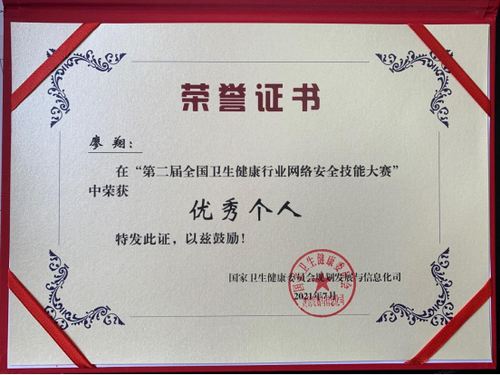 荣誉证书
廖翔：
在“第二届全国卫生健康行业网络安全技能大赛”
中荣获
优秀个人
特发此证，以兹鼓励！
国家卫生健康委员会规划发展与信息化司
2021年7月